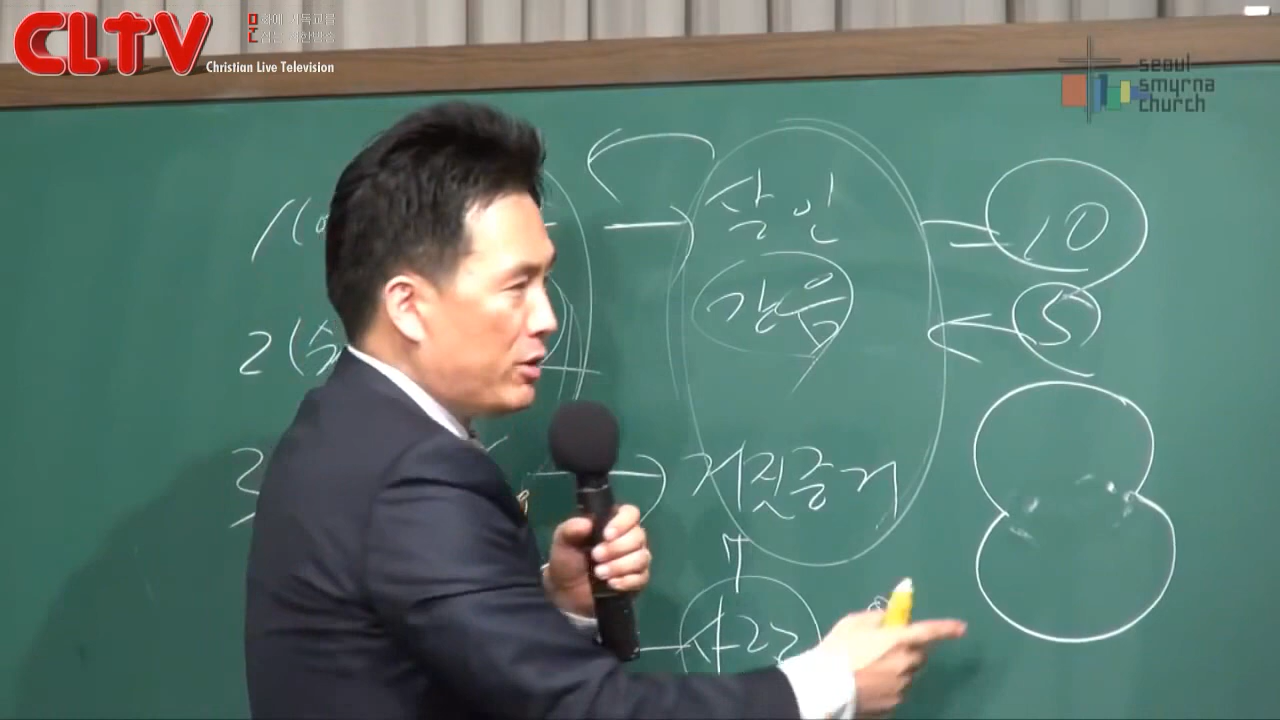 CLTV
Christian Live Television
seoul
smyrna
church
1(
살인
10
2(
간음
5
3
거짓증거